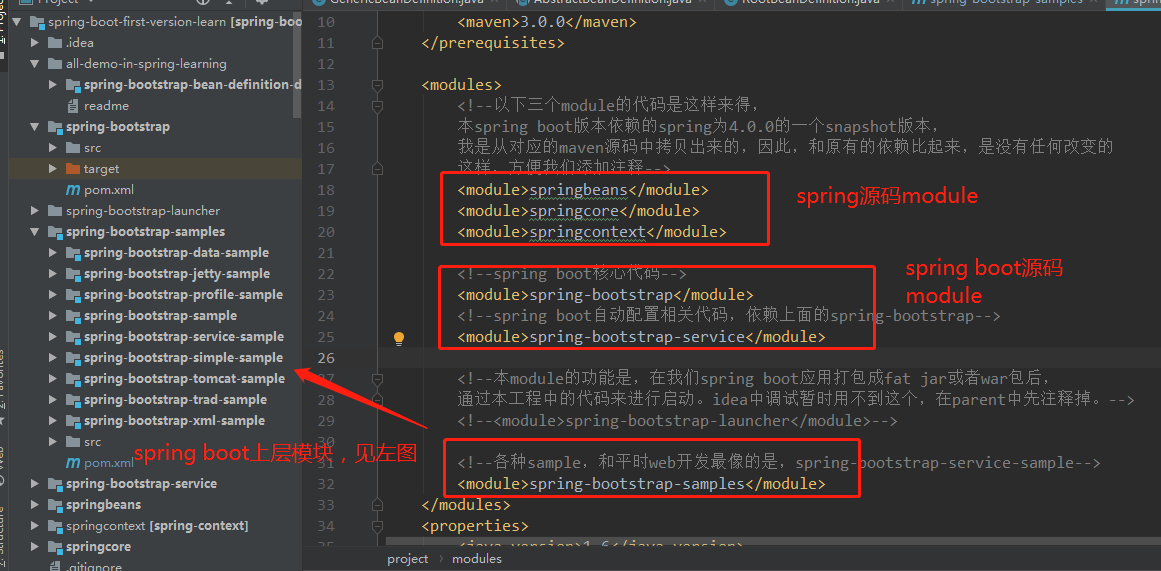 Project
GenericBeanDefinition.java
AbstractBeanDefinition.java
RootBeanDefinition.java
spring-bootstrap-samples
spring-boot-first-version-learn [spring-boo
.idea
all-demo-in-spring-learning
spring-bootstrap-bean-definition-d
readme
spring-bootstrap
src
target
pom.xml
spring-bootstrap-launcher
spring-bootstrap-samples
spring-bootstrap-data-sample
spring-bootstrap-jetty-sample
spring-bootstrap-profile-sample
spring-bootstrap-sample
spring-bootstrap-service-sample
spring-bootstrap-simple-sample
spring-bootstrap-tomcat-sample
spring-bootstrap-trad-sample
spring-bootstrap-xml-sample
src
pom.xml
spring-bootstrap-service
springbeans
springcontext [spring-context]
springcore
.gitignore
spring boot上层模块，见左图
10 <maven>3.0.0</maven>
11 </prerequisites>
12
13 <modules>
14 <!--以下三个module的代码是这样来得，
15 本spring boot版本依赖的spring为4.0.0的一个snapshot版本，
16 我是从对应的maven源码中拷贝出来的，因此，和原有的依赖比起来，是没有任何改变的
17 这样，方便我们添加注释-->
18 <module>springbeans</module>
19 <module>springcore</module>
20 <module>springcontext</module>
21
22 <!--spring boot核心代码-->
23 <module>spring-bootstrap</module>
24 <!--spring boot自动配置相关代码，依赖上面的spring-bootstrap-->
25 <module>spring-bootstrap-service</module>
26
27 <!--本module的功能是，在我们spring boot应用打包成fat jar或者war包后，
28 通过本工程中的代码来进行启动。idea中调试暂时用不到这个，在parent中先注释掉。-->
29 <!--<module>spring-bootstrap-launcher</module>-->
30
31 <!--各种sample，和平时web开发最像的是，spring-bootstrap-service-sample-->
32 <module>spring-bootstrap-samples</module>
33 </modules>
34 <properties>
35 <java.version>1.6</java.version>
spring源码module
spring boot源码
module
project › modules